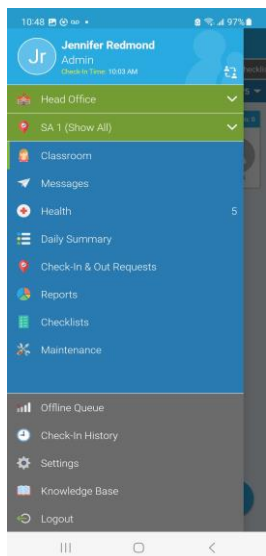 10:48
97%
Jr
Jennifer Redmond
Admin
Check-In Time: 10:03 AM
Head Office
SA 1 (Show All)
Classroom
Messages
Health 5
Daily Summary
Check-In & Out Requests
Reports
Checklists
Maintenance
Offline Queue
Check-In History
Settings
Knowledge Base
Logout